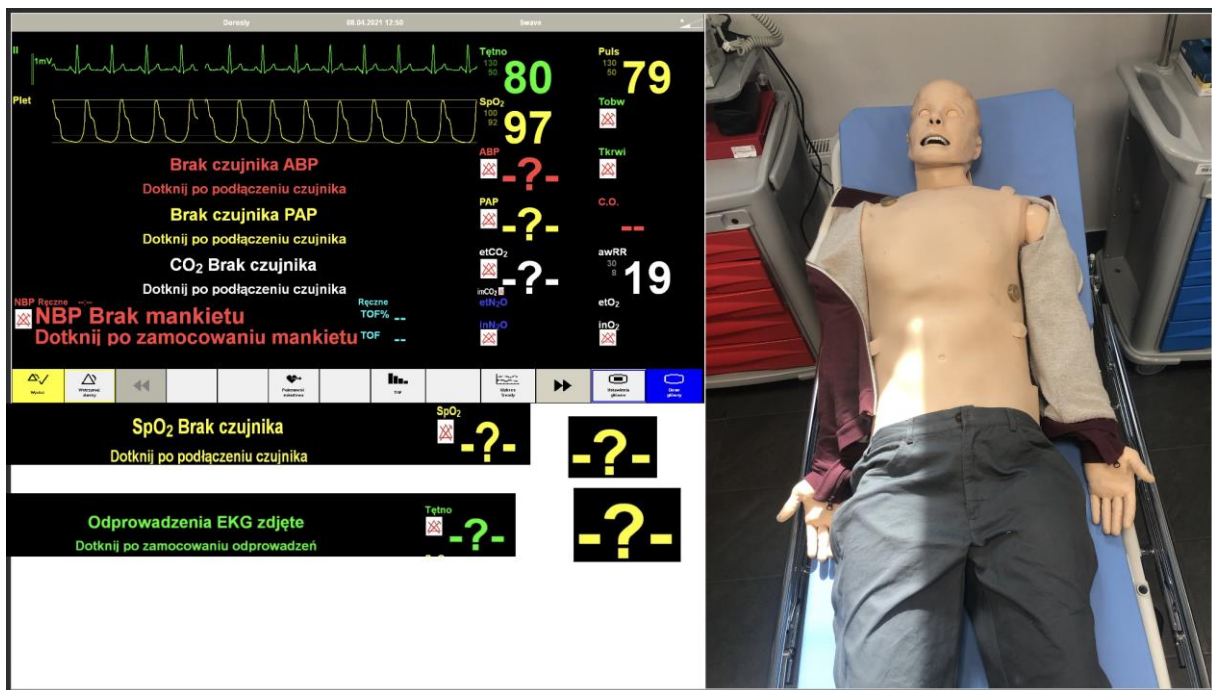 Dorosly 08.04.2021 12:50 Swave
II 1mV Tętno 130 50 80 Puls 130 50 79
Plet SpO₂ 100 92 97 Tobw
Brak czujnika ABP ABP -?- Tkrwi
Dotknij po podłączeniu czujnika
Brak czujnika PAP PAP -?- C.O. --
Dotknij po podłączeniu czujnika
CO₂ Brak czujnika etCO₂ -?- awRR 30 8 19
Dotknij po podłączeniu czujnika imCO₂
NBP Ręczne --:-- Ręczne etN₂O etO₂
NBP Brak mankietu TOF% --
Dotknij po zamocowaniu mankietu TOF -- inN₂O inO₂
TOF
SpO₂ Brak czujnika SpO₂ -?- -?-
Dotknij po podłączeniu czujnika
Odprowadzenia EKG zdjęte Tętno -?- -?-
Dotknij po zamocowaniu odprowadzeń